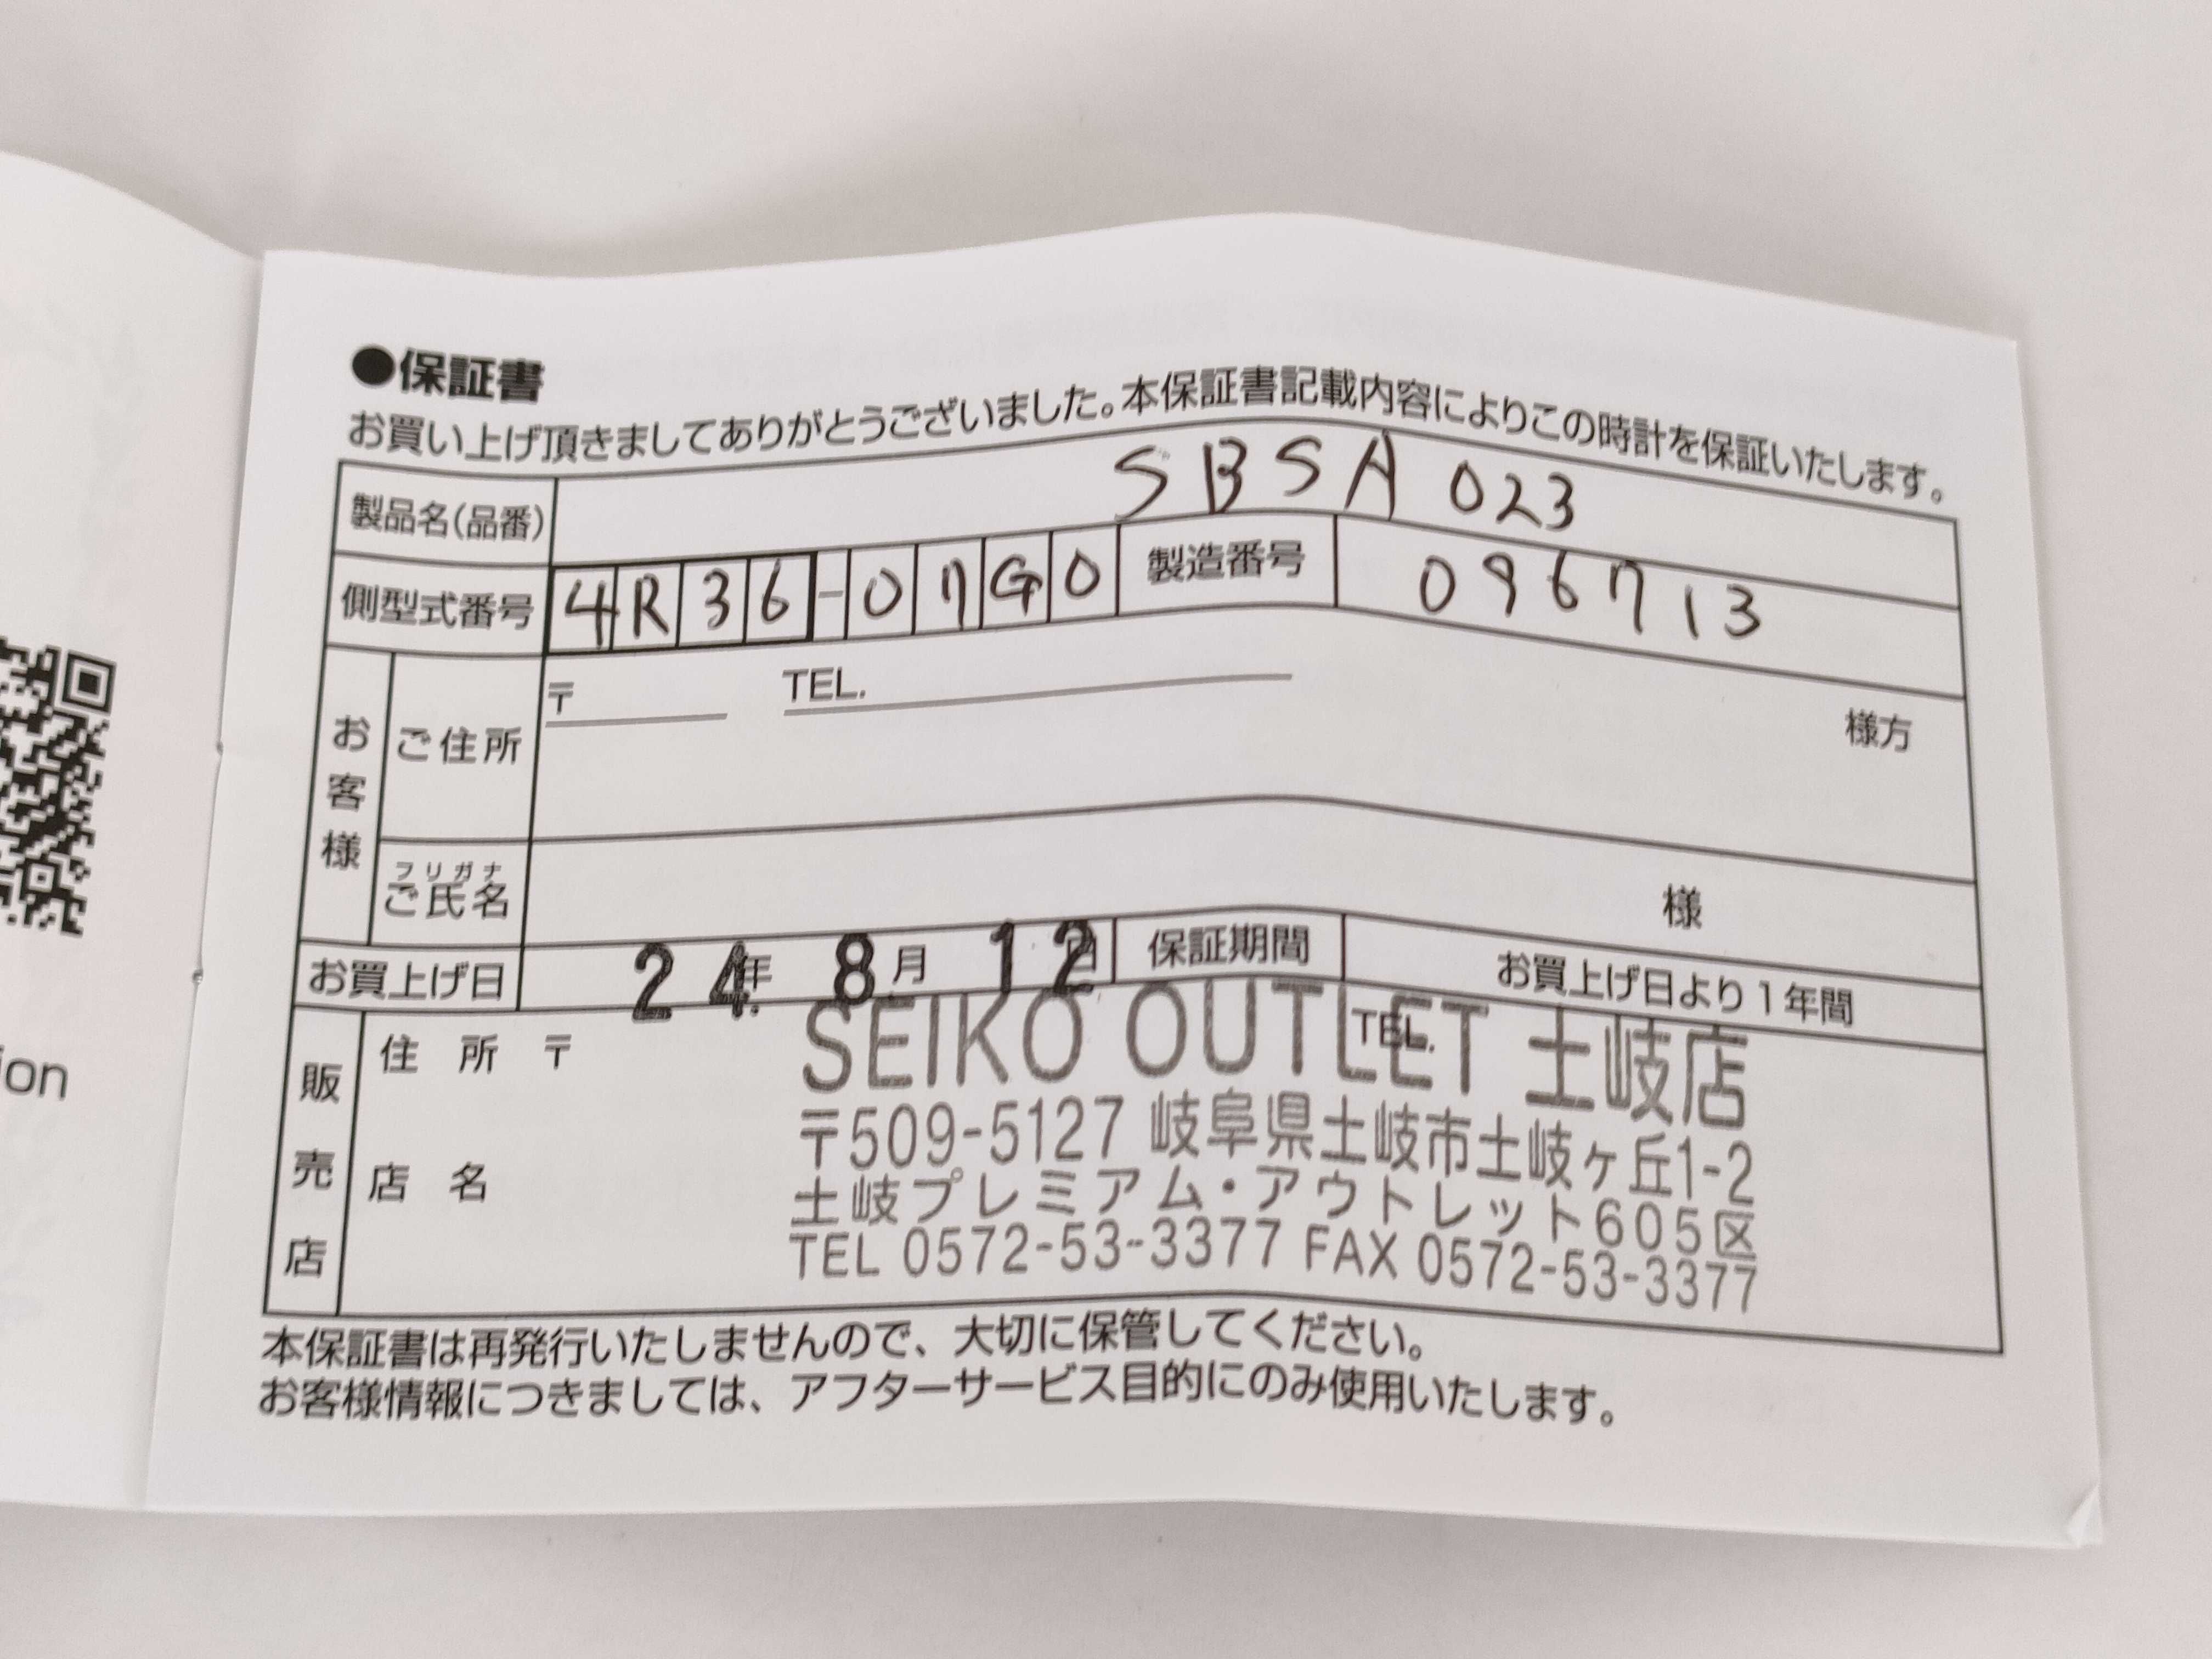 ●保証書
お買い上げ頂きましてありがとうございました。本保証書記載内容によりこの時計を保証いたします。
製品名(品番) SBSA 023
側型式番号 4R36-07G0 製造番号 096713
お客様
ご住所 〒 TEL. 様方
フリガナ
ご氏名 様
お買上げ日 24年 8月 12日 保証期間 お買上げ日より1年間
販売店
住所 〒 TEL.
SEIKO OUTLET 土岐店
〒509-5127 岐阜県土岐市土岐ヶ丘1-2
店名
土岐プレミアム・アウトレット605区
TEL 0572-53-3377 FAX 0572-53-3377
本保証書は再発行いたしませんので、大切に保管してください。
お客様情報につきましては、アフターサービス目的にのみ使用いたします。